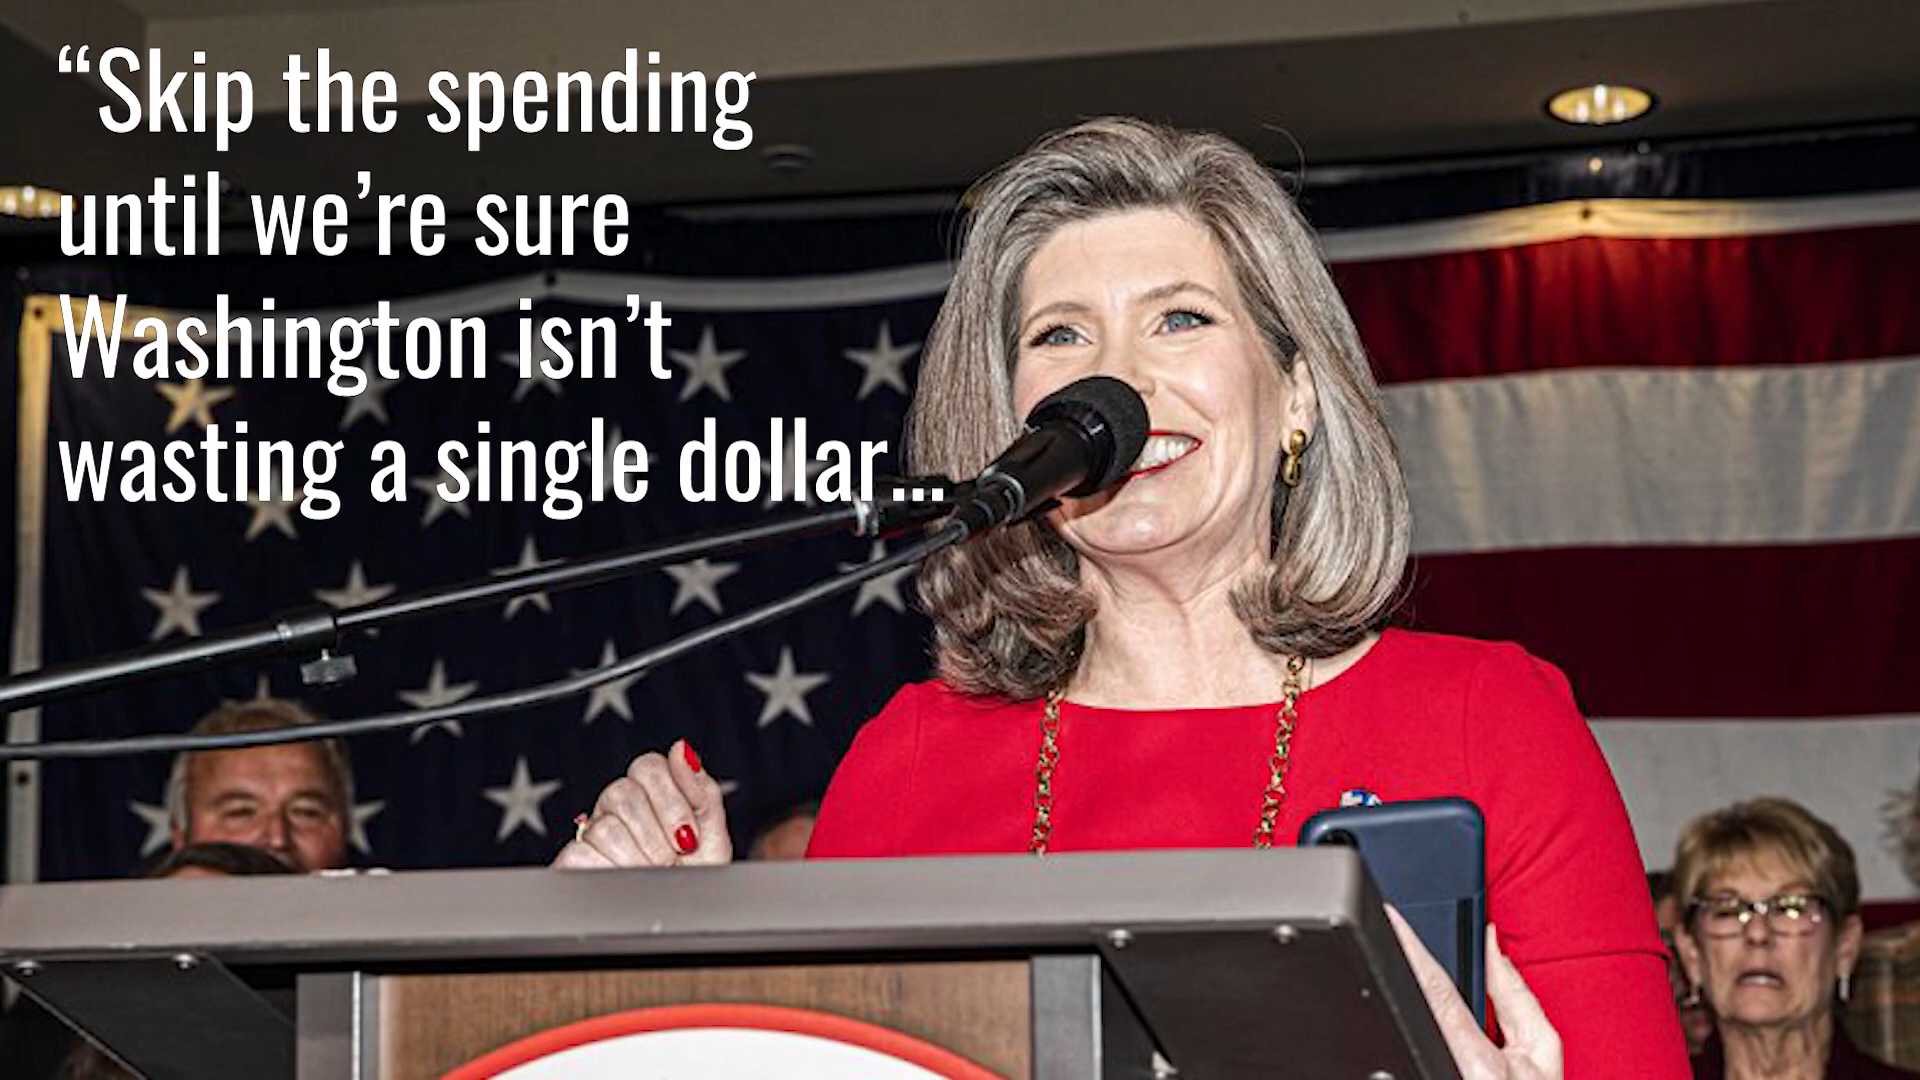 “Skip the spending
until we’re sure
Washington isn’t
wasting a single dollar...